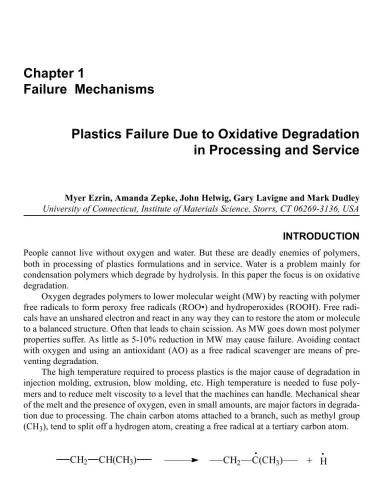 Chapter 1
Failure Mechanisms
Plastics Failure Due to Oxidative Degradation
in Processing and Service
Myer Ezrin, Amanda Zepke, John Helwig, Gary Lavigne and Mark Dudley
University of Connecticut, Institute of Materials Science, Storrs, CT 06269-3136, USA
INTRODUCTION
People cannot live without oxygen and water. But these are deadly enemies of polymers,
both in processing of plastics formulations and in service. Water is a problem mainly for
condensation polymers which degrade by hydrolysis. In this paper the focus is on oxidative
degradation.
Oxygen degrades polymers to lower molecular weight (MW) by reacting with polymer
free radicals to form peroxy free radicals (ROO•) and hydroperoxides (ROOH). Free radi-
cals have an unshared electron and react in any way they can to restore the atom or molecule
to a balanced structure. Often that leads to chain scission. As MW goes down most polymer
properties suffer. As little as 5-10% reduction in MW may cause failure. Avoiding contact
with oxygen and using an antioxidant (AO) as a free radical scavenger are means of pre-
venting degradation.
The high temperature required to process plastics is the major cause of degradation in
injection molding, extrusion, blow molding, etc. High temperature is needed to fuse poly-
mers and to reduce melt viscosity to a level that the machines can handle. Mechanical shear
of the melt and the presence of oxygen, even in small amounts, are major factors in degrada-
tion due to processing. The chain carbon atoms attached to a branch, such as methyl group
(CH₃), tend to split off a hydrogen atom, creating a free radical at a tertiary carbon atom.
—CH₂—CH(CH₃)— → —CH₂—Ċ(CH₃)— + Ḣ